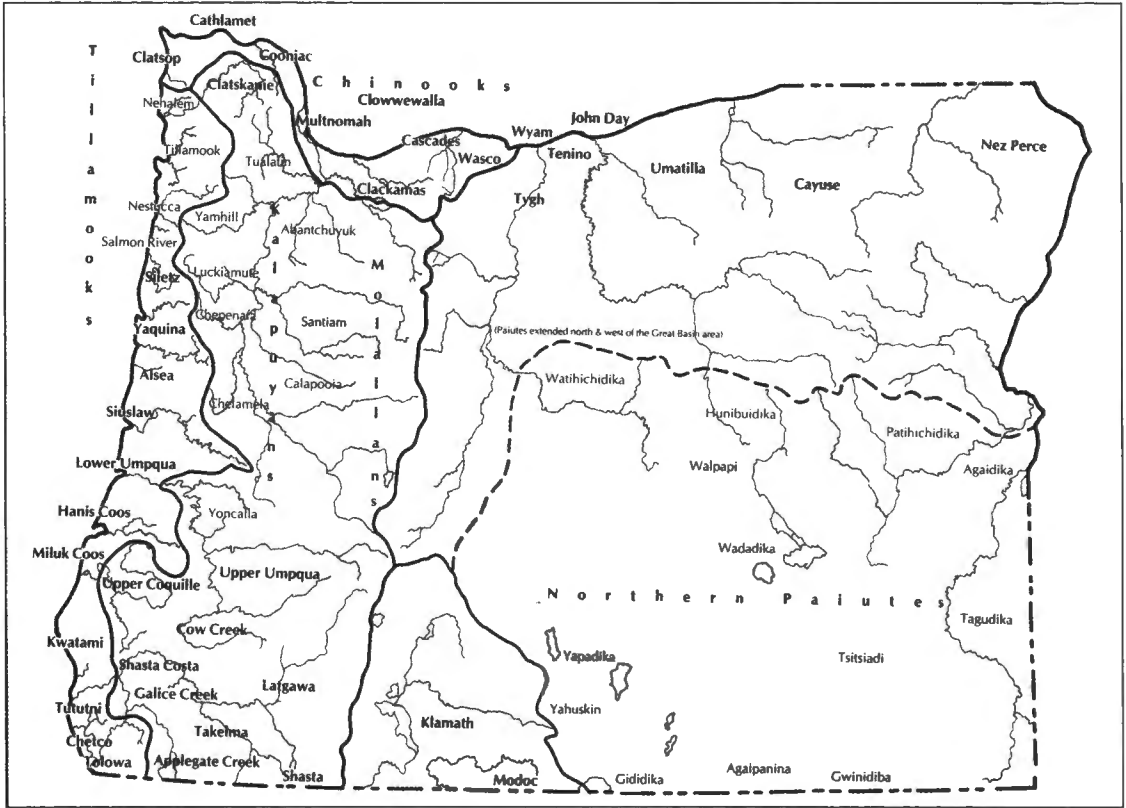 Cathlamet
Tillamooks
Clatsop
Cooniac
Chinooks
Clatskanie
Clowwewalla
Nehalem
Multnomah
John Day
Wyam
Cascades
Tillamook
Tualatin
Wasco
Tenino
Nez Perce
Umatilla
Cayuse
Clackamas
Tygh
Nestucca
Yamhill
Kalapuyans
Ahantchuyuk
Salmon River
Molallans
Siletz
Luckiamute
Chepenafa
Santiam
Yaquina
(Paiutes extended north & west of the Great Basin area)
Alsea
Calapooia
Watihichidika
Chelamela
Siuslaw
Hunibuidika
Patihichidika
Lower Umpqua
Walpapi
Agaidika
Hanis Coos
Yoncalla
Miluk Coos
Wadadika
Upper Coquille
Upper Umpqua
Northern Paiutes
Tagudika
Kwatami
Cow Creek
Yapadika
Tsitsiadi
Shasta Costa
Latgawa
Galice Creek
Tututni
Yahuskin
Klamath
Takelma
Chetco
Tolowa
Applegate Creek
Shasta
Modoc
Gididika
Agaipanina
Gwinidiba